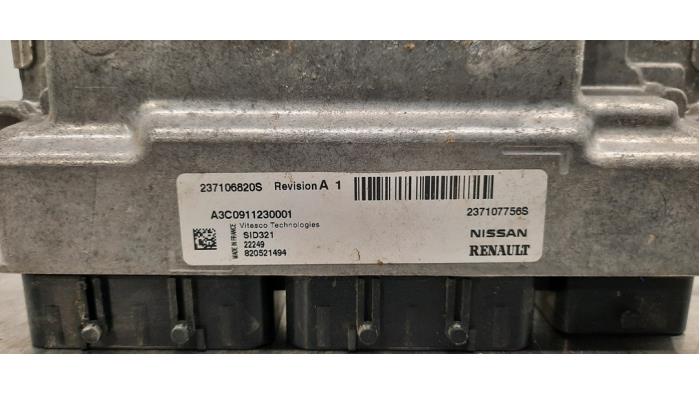 237106820S Revision A 1
A3C0911230001
237107756S
Vitesco Technologies
MADE IN FRANCE
SID321
22249
820521494
NISSAN
RENAULT